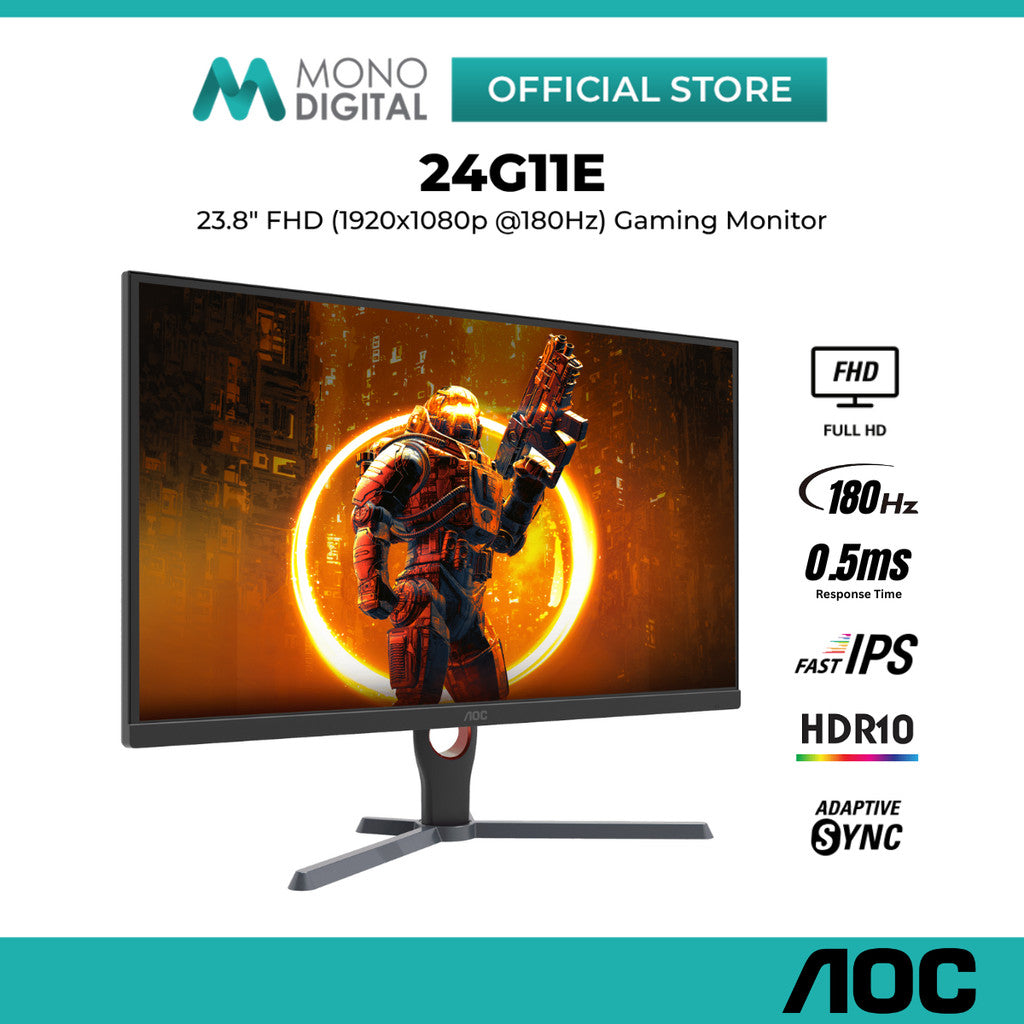 MONO
DIGITAL
OFFICIAL STORE
24G11E
23.8" FHD (1920x1080p @180Hz) Gaming Monitor
FHD
FULL HD
180Hz
0.5ms
Response Time
FAST IPS
HDR10
ADAPTIVE
SYNC
AOC
AOC